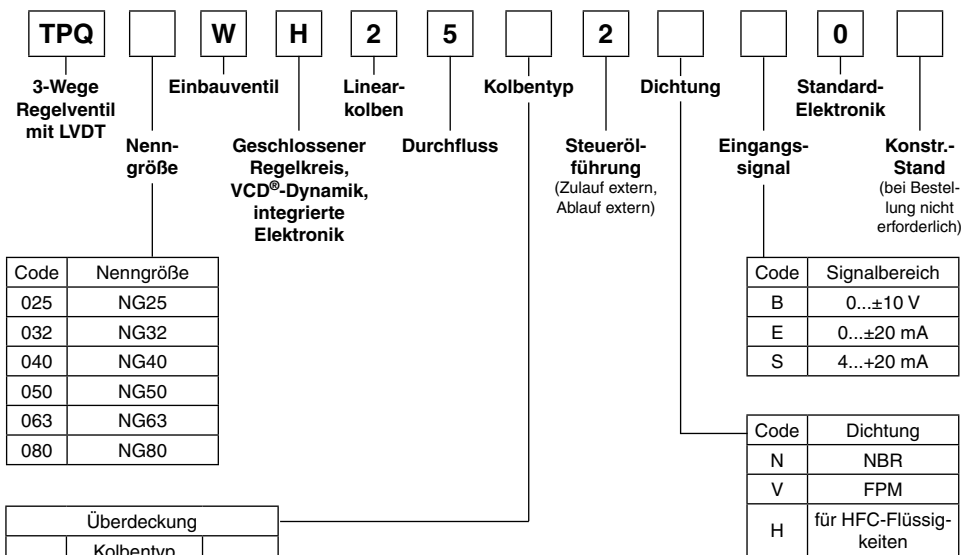 TPQ W H 2 5 2 0
3-Wege
Regelventil
mit LVDT
Nenn-
größe
Einbauventil
Geschlossener
Regelkreis,
VCD®-Dynamik,
integrierte
Elektronik
Linear-
kolben
Durchfluss
Kolbentyp
Steueröl-
führung
(Zulauf extern,
Ablauf extern)
Dichtung
Eingangs-
signal
Standard-
Elektronik
Konstr.-
Stand
(bei Bestel-
lung nicht
erforderlich)
Code Nenngröße
025 NG25
032 NG32
040 NG40
050 NG50
063 NG63
080 NG80
Code Signalbereich
B 0...±10 V
E 0...±20 mA
S 4...+20 mA
Code Dichtung
N NBR
V FPM
H für HFC-Flüssig-
keiten
Überdeckung
Kolbentyp